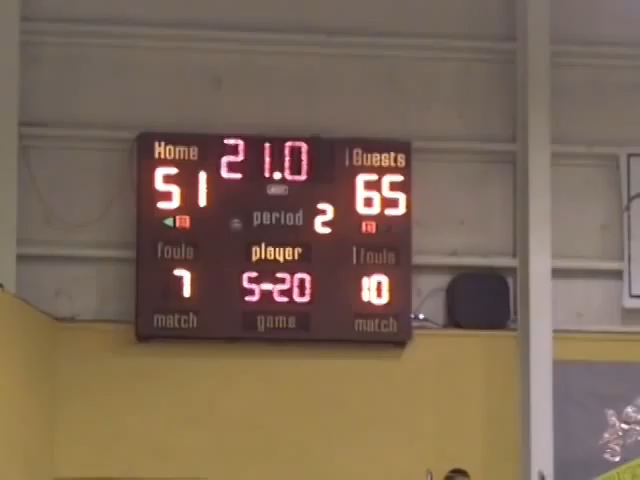 Home 21.0 Guests
51 65
period 2
fouls player fouls
7 5-20 10
match game match